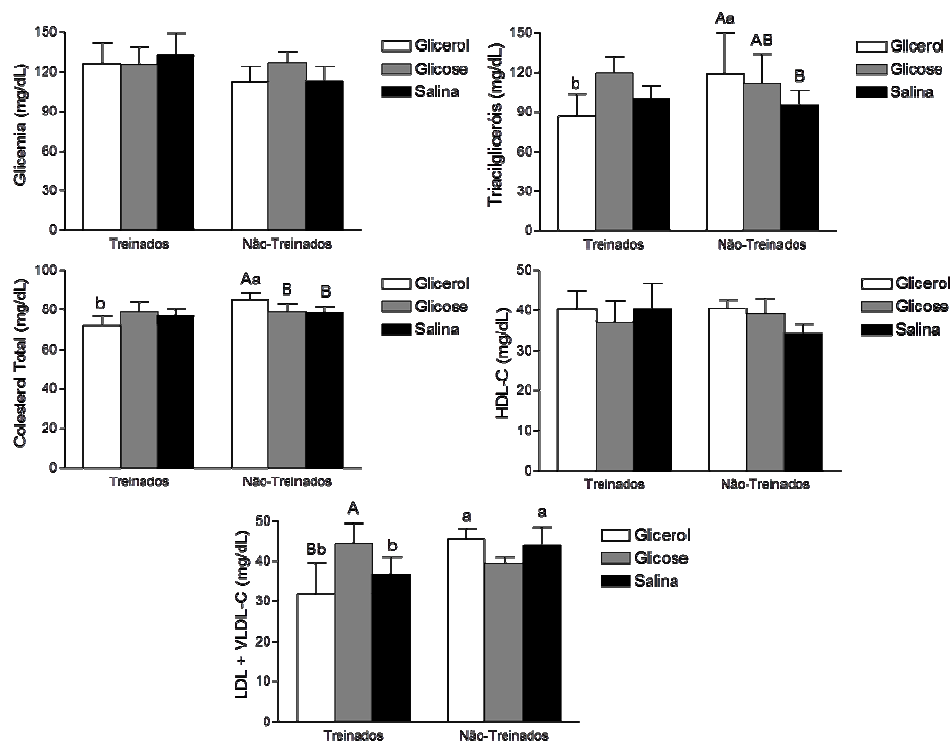 Glicemia (mg/dL)
150
120
90
60
30
0
Treinados
Não-Treinados
Glicerol
Glicose
Salina
Triacilgliceróis (mg/dL)
150
120
90
60
30
0
b
Aa
AB
B
Treinados
Não-Treinados
Glicerol
Glicose
Salina
Colesterol Total (mg/dL)
100
80
60
40
20
0
b
Aa
B
B
Treinados
Não-Treinados
Glicerol
Glicose
Salina
HDL-C (mg/dL)
50
40
30
20
10
0
Treinados
Não-Treinados
Glicerol
Glicose
Salina
LDL + VLDL-C (mg/dL)
50
40
30
20
10
0
Bb
A
b
a
a
Treinados
Não-Treinados
Glicerol
Glicose
Salina